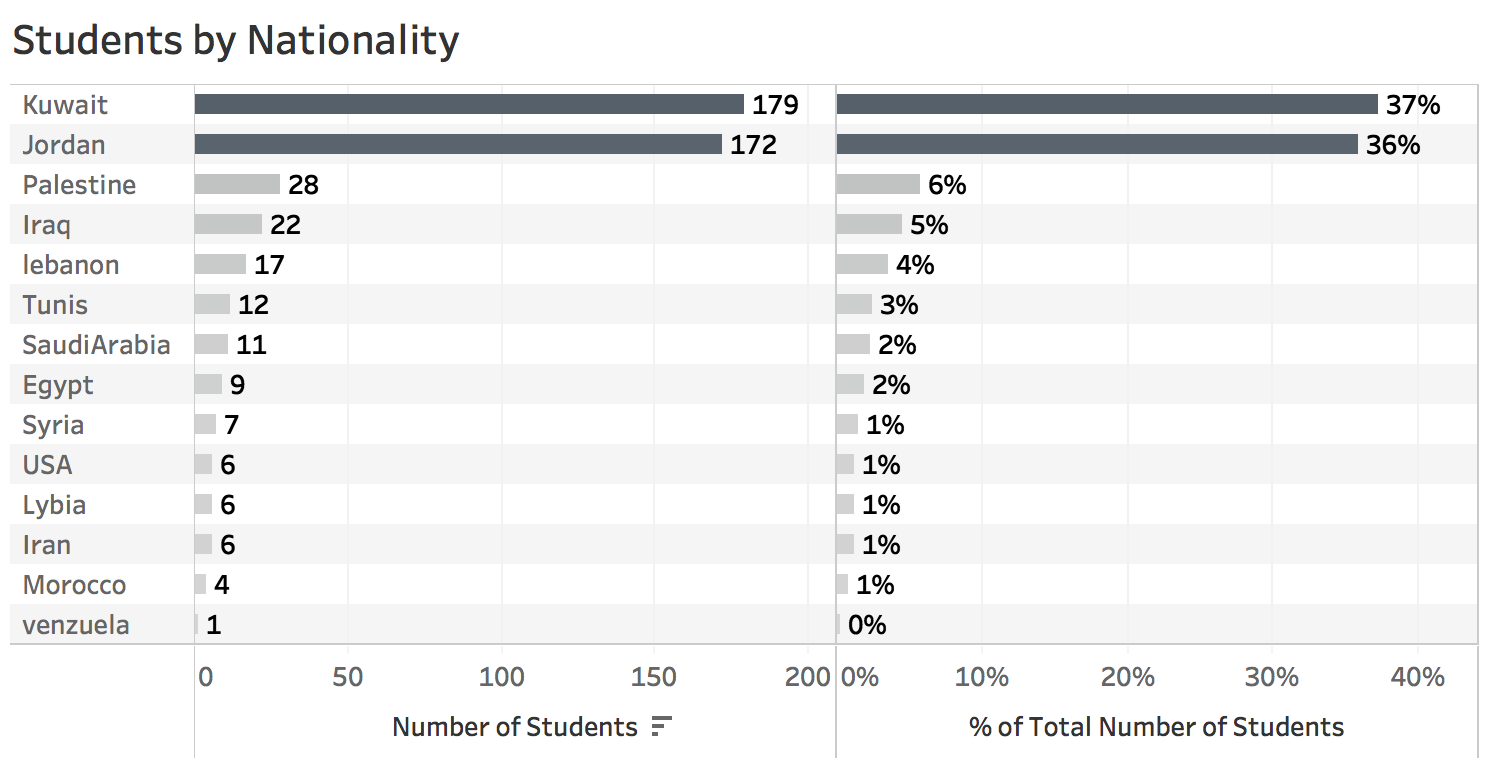 Students by Nationality
Kuwait 179 37%
Jordan 172 36%
Palestine 28 6%
Iraq 22 5%
lebanon 17 4%
Tunis 12 3%
SaudiArabia 11 2%
Egypt 9 2%
Syria 7 1%
USA 6 1%
Lybia 6 1%
Iran 6 1%
Morocco 4 1%
venzuela 1 0%
0 50 100 150 200 0% 10% 20% 30% 40%
Number of Students % of Total Number of Students